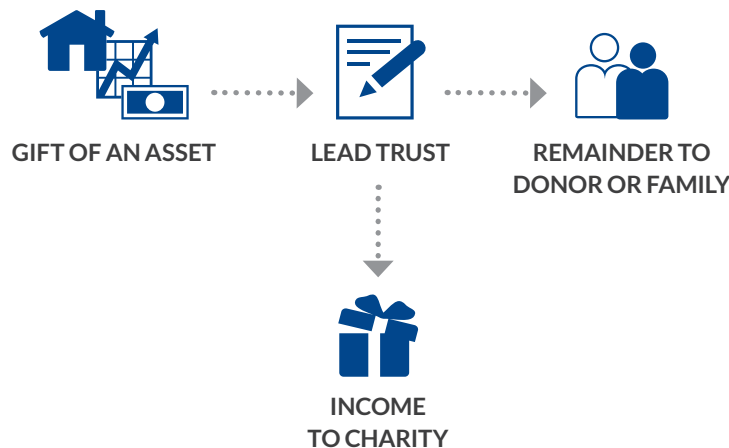 GIFT OF AN ASSET
LEAD TRUST
REMAINDER TO
DONOR OR FAMILY
INCOME
TO CHARITY